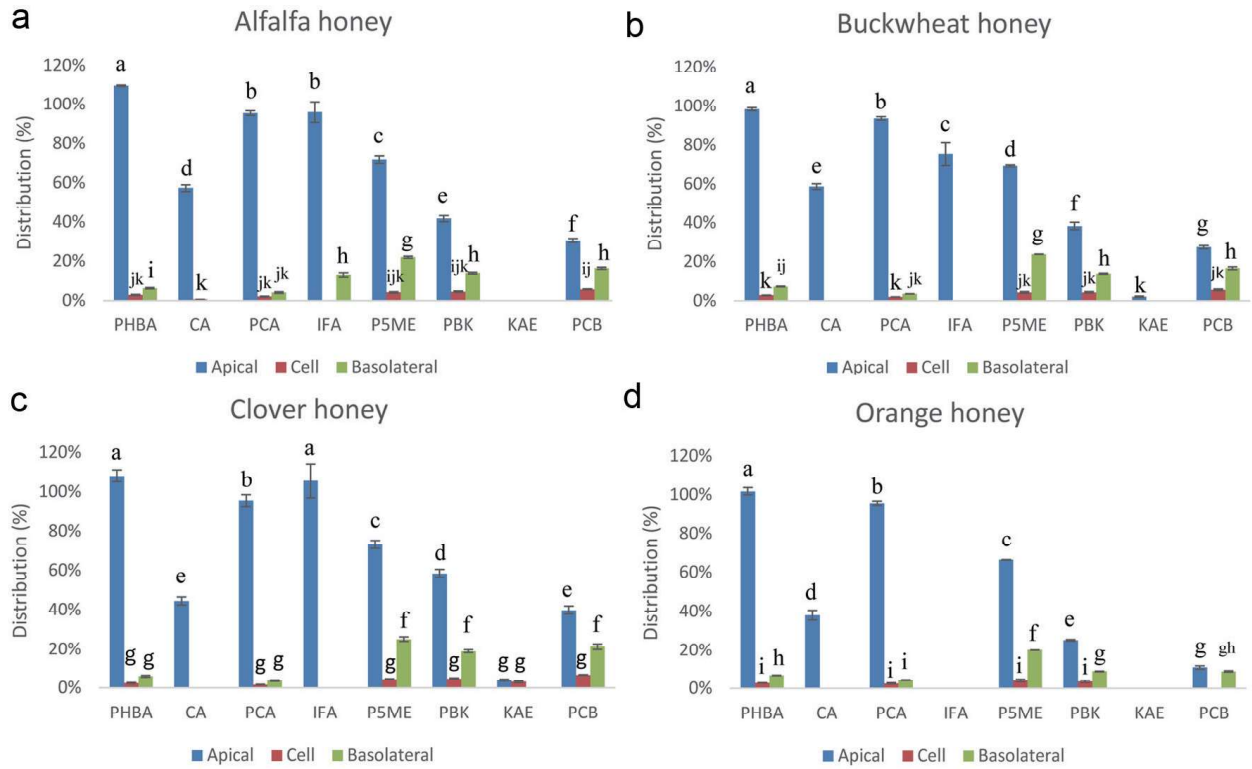 a
Alfalfa honey
Distribution (%)
120%
100%
80%
60%
40%
20%
0%
a
jk
i
d
k
b
jk
jk
b
h
c
ijk
g
e
ijk
h
f
ij
h
PHBA CA PCA IFA P5ME PBK KAE PCB
Apical Cell Basolateral
b
Buckwheat honey
Distribution (%)
120%
100%
80%
60%
40%
20%
0%
a
k
ij
e
b
k
jk
c
d
jk
g
f
jk
h
k
g
jk
h
PHBA CA PCA IFA P5ME PBK KAE PCB
Apical Cell Basolateral
c
Clover honey
Distribution (%)
120%
100%
80%
60%
40%
20%
0%
a
g
g
e
b
g
g
a
c
g
f
d
g
f
g
g
e
g
f
PHBA CA PCA IFA P5ME PBK KAE PCB
Apical Cell Basolateral
d
Orange honey
Distribution (%)
120%
100%
80%
60%
40%
20%
0%
a
i
h
d
b
i
i
c
i
f
e
i
g
g
gh
PHBA CA PCA IFA P5ME PBK KAE PCB
Apical Cell Basolateral